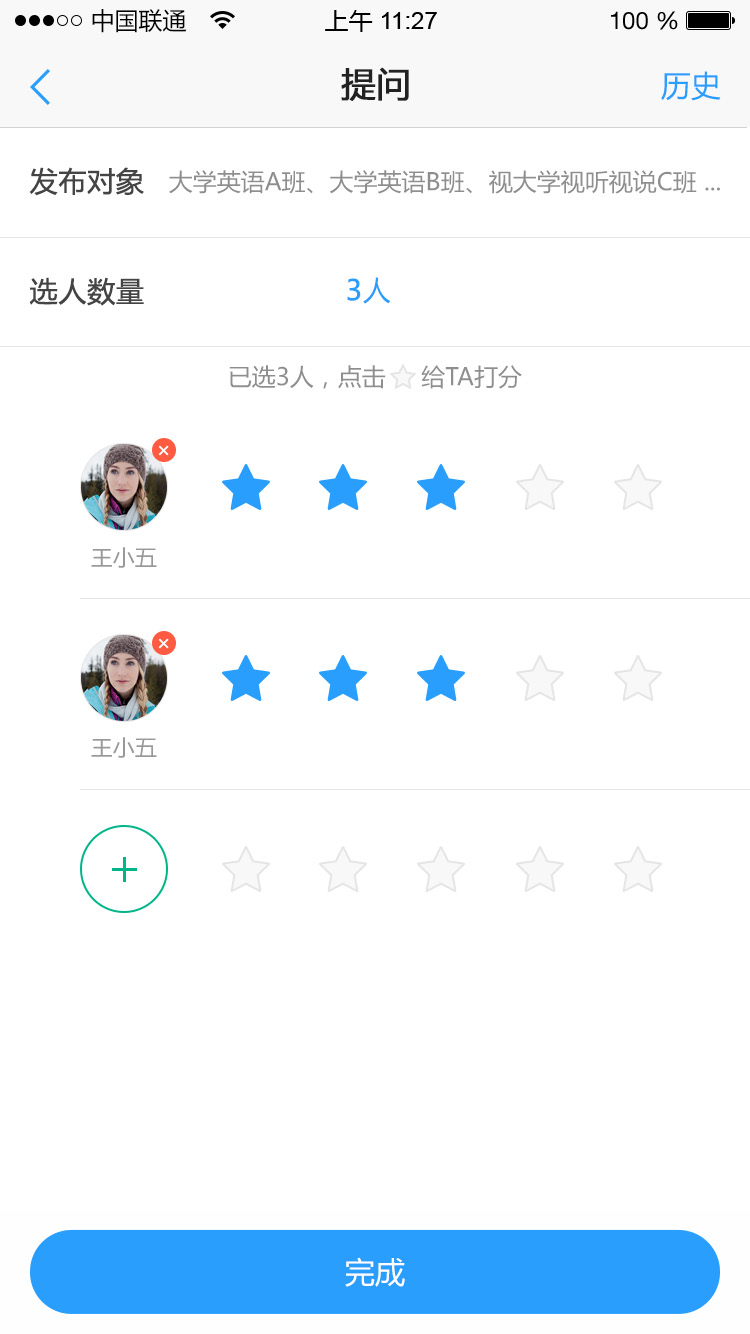 中国联通 上午 11:27 100 %
提问 历史
发布对象 大学英语A班、大学英语B班、视大学视听视说C班 ...
选人数量 3人
已选3人，点击 给TA打分
王小五
王小五
完成